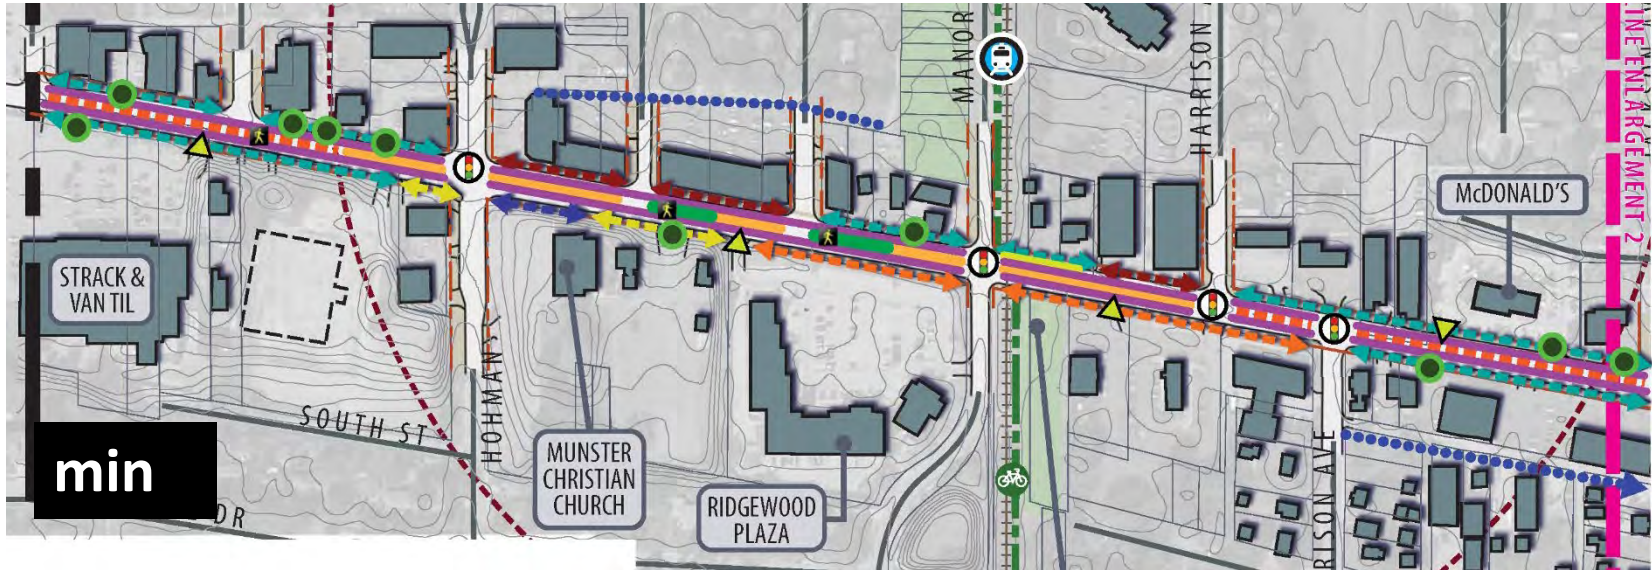 MANOR
HARRISON
LINE ENLARGEMENT 2
McDONALD'S
STRACK &
VAN TIL
HOHMAN
SOUTH ST
MUNSTER
CHRISTIAN
CHURCH
RIDGEWOOD
PLAZA
min
DR
RISON AVE